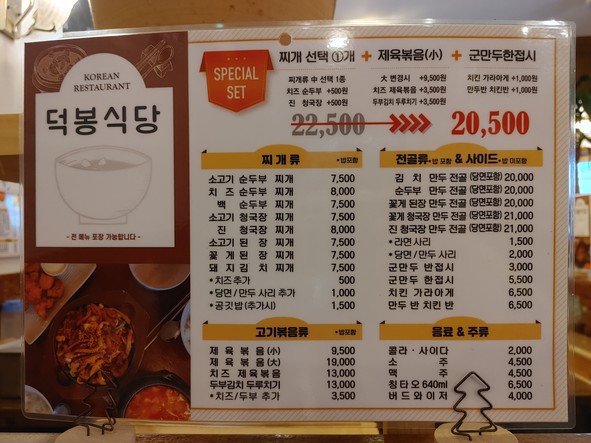 KOREAN
RESTAURANT
덕봉식당
- 전 메뉴 포장 가능합니다 -
SPECIAL
SET
찌개 선택 ①개 + 제육볶음(小) + 군만두한접시
찌개류 中 선택 1종
치즈 순두부 +500원
진 청국장 +500원
大 변경시 +9,500원
치즈 제육볶음 +3,500원
두부김치 두루치기 +3,500원
치킨 가라아게 +1,000원
만두반 치킨반 +1,000원
22,500 20,500
찌개류 *밥포함
소고기 순두부 찌개 7,500
치즈 순두부 찌개 8,000
백 순두부 찌개 7,500
소고기 청국장 찌개 7,500
진 청국장 찌개 8,000
소고기 된장 찌개 7,500
꽃게 된장 찌개 7,500
돼지김치 찌개 7,500
*치즈추가 500
*당면/만두 사리 추가 1,000
*공깃밥(추가시) 1,500
고기볶음류 *밥포함
제육볶음(小) 9,500
제육볶음(大) 19,000
치즈 제육볶음 13,000
두부김치 두루치기 13,000
*치즈/두부 추가 3,500
전골류 *밥 포함 & 사이드 *밥 미포함
김치 만두 전골 (당면포함) 20,000
순두부 만두 전골 (당면포함) 20,000
꽃게 된장 만두 전골 (당면포함) 20,000
꽃게 청국장 만두 전골 (당면포함) 21,000
진 청국장 만두 전골 (당면포함) 21,000
*라면사리 1,500
*당면/만두 사리 2,000
군만두 반접시 3,000
군만두 한접시 5,500
치킨 가라아게 6,500
만두 반 치킨 반 6,500
음료 & 주류
콜라 · 사이다 2,000
소주 4,500
맥주 4,500
칭타오 640ml 6,500
버드와이저 4,000